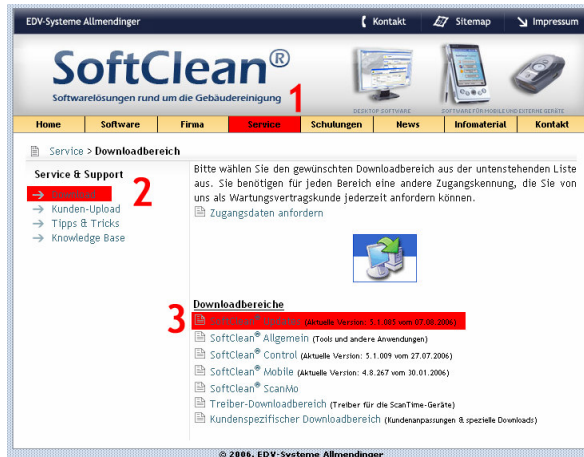 EDV-Systeme Allmendinger
Kontakt Sitemap Impressum
SoftClean®
Softwarelösungen rund um die Gebäudereinigung
1
DESKTOP SOFTWARE
SOFTWARE FÜR MOBILE UND EXTERNE GERÄTE
Home Software Firma Service Schulungen News Infomaterial Kontakt
Service > Downloadbereich
Service & Support
2
Kunden-Upload
Tipps & Tricks
Knowledge Base
Bitte wählen Sie den gewünschten Downloadbereich aus der untenstehenden Liste
aus. Sie benötigen für jeden Bereich eine andere Zugangskennung, die Sie von
uns als Wartungsvertragskunde jederzeit anfordern können.
Zugangsdaten anfordern
Downloadbereiche
3
SoftClean® (Aktuelle Version: 5.1.005 vom 07.08.2006)
SoftClean® Allgemein (Tools und andere Anwendungen)
SoftClean® Control (Aktuelle Version: 5.1.009 vom 27.07.2006)
SoftClean® Mobile (Aktuelle Version: 4.8.267 vom 30.01.2006)
SoftClean® ScanMo
Treiber-Downloadbereich (Treiber für die ScanTime-Geräte)
Kundenspezifischer Downloadbereich (Kundenanpassungen & spezielle Downloads)
© 2006, EDV-Systeme Allmendinger